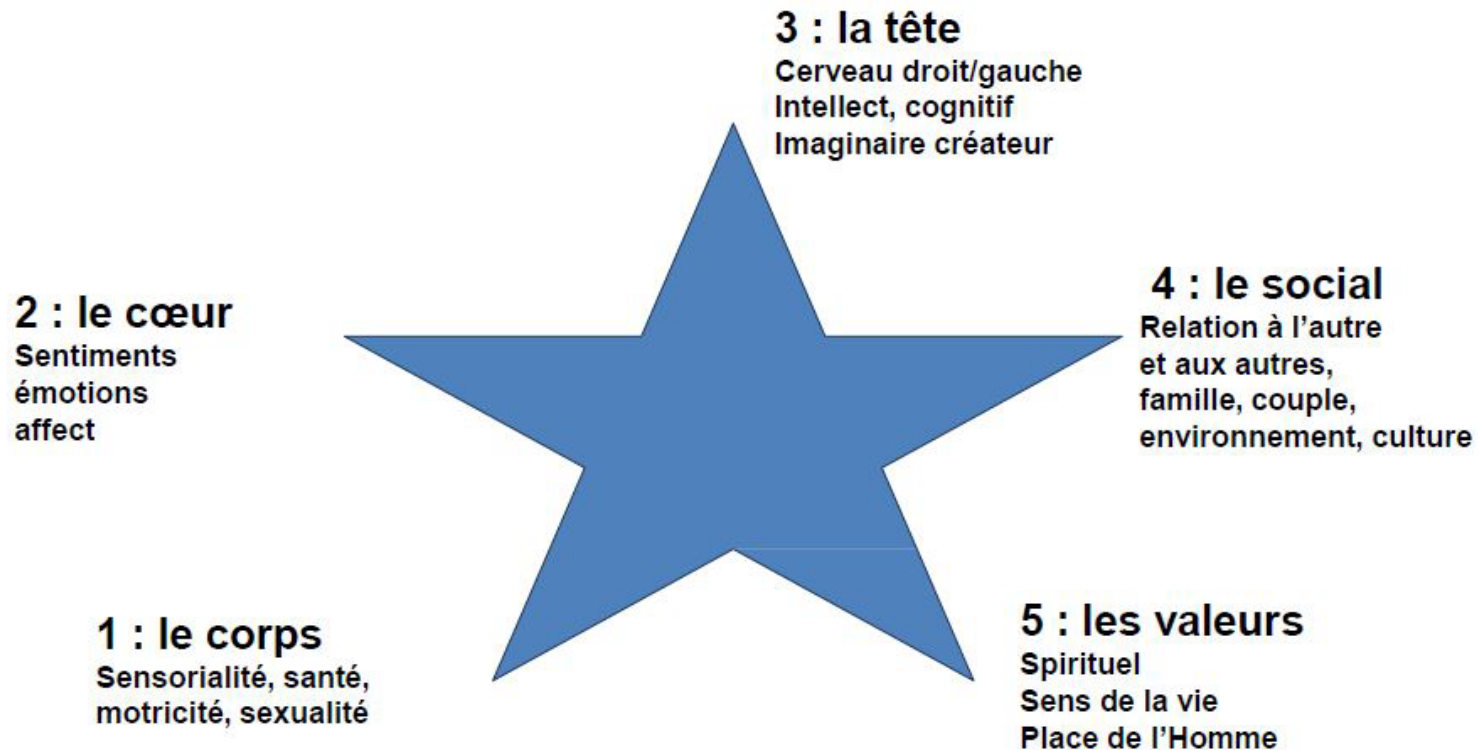 3 : la tête
Cerveau droit/gauche
Intellect, cognitif
Imaginaire créateur
2 : le cœur
Sentiments
émotions
affect
4 : le social
Relation à l’autre
et aux autres,
famille, couple,
environnement, culture
1 : le corps
Sensorialité, santé,
motricité, sexualité
5 : les valeurs
Spirituel
Sens de la vie
Place de l’Homme